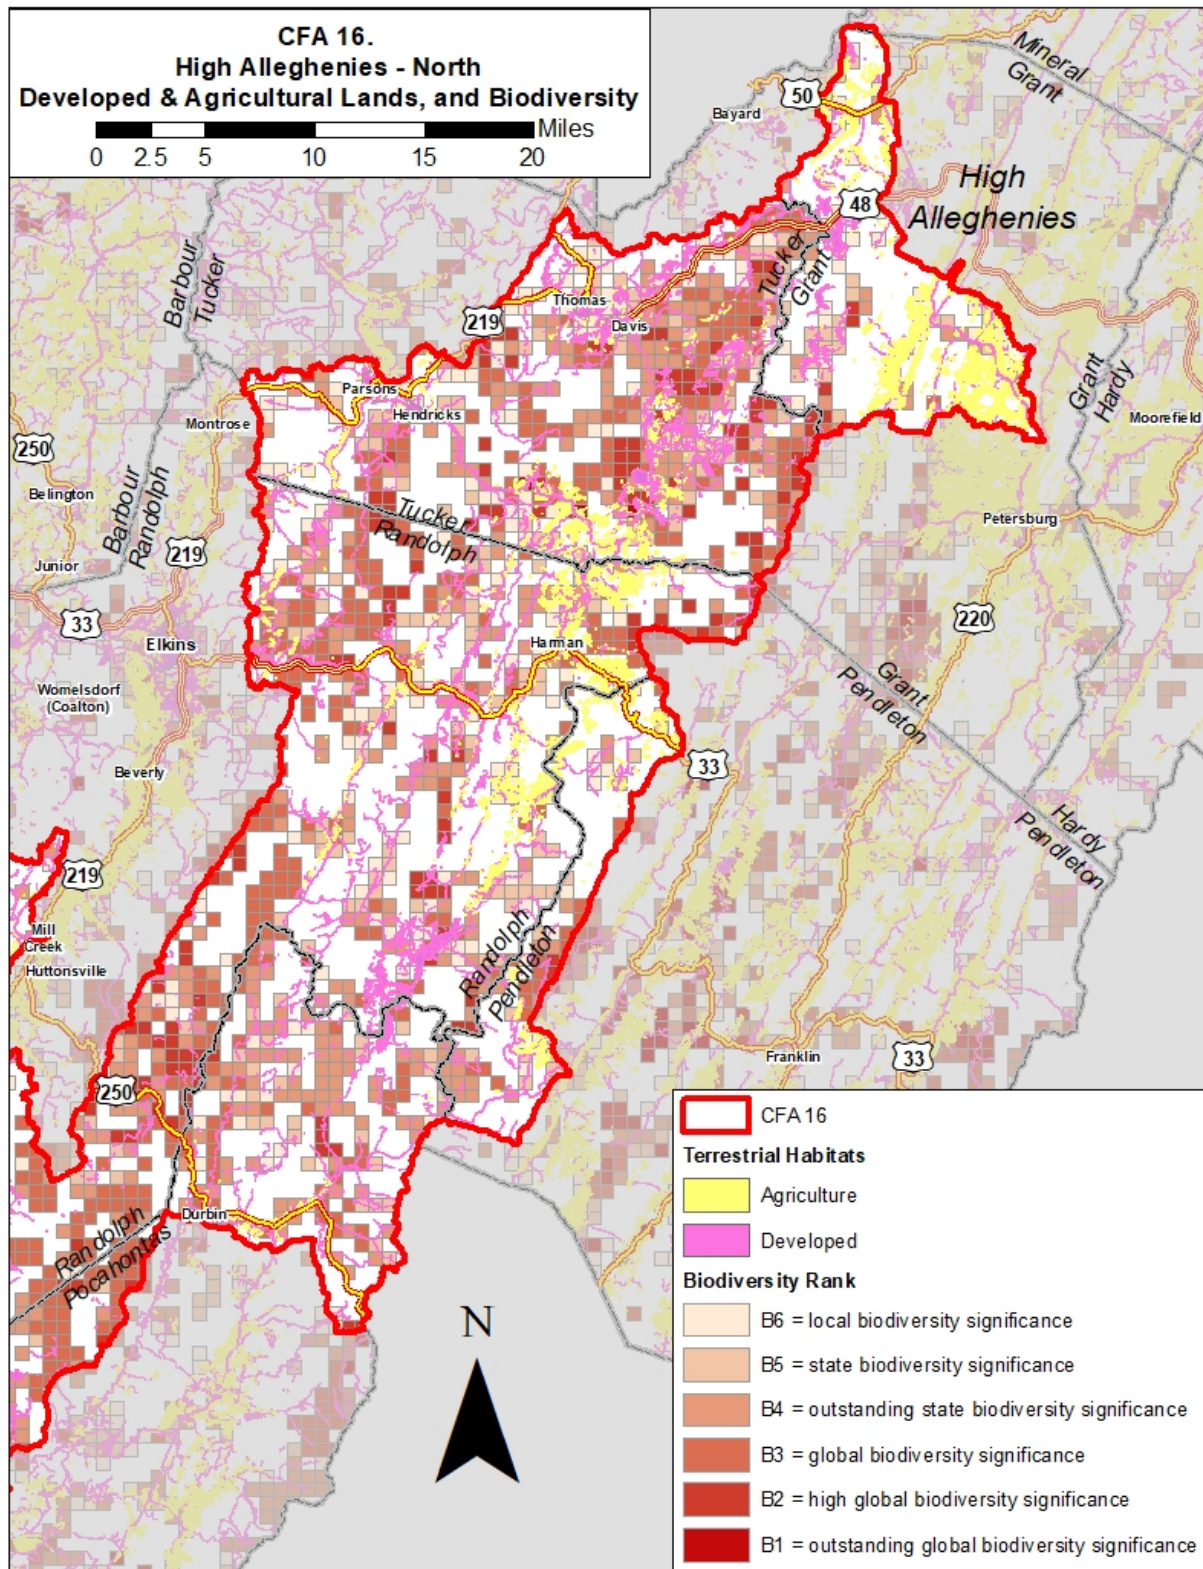 CFA 16.
High Alleghenies - North
Developed & Agricultural Lands, and Biodiversity
Miles
0 2.5 5 10 15 20
Mineral
Grant
50
Bayard
High
Alleghenies
48
Barbour
Tucker
Tucker
Grant
Thomas
219
Davis
Parsons
Hendricks
Grant
Hardy
Montrose
Moorefield
250
Belington
Barbour
Randolph
Tucker
Randolph
Petersburg
219
Junior
33
220
Elkins
Harman
Womelsdorf
(Coalton)
Grant
Pendleton
33
Beverly
Hardy
Pendleton
219
Mill
Creek
Huttonsville
Randolph
Pendleton
Franklin
33
250
Durbin
Randolph
Pocahontas
N
CFA 16
Terrestrial Habitats
Agriculture
Developed
Biodiversity Rank
B6 = local biodiversity significance
B5 = state biodiversity significance
B4 = outstanding state biodiversity significance
B3 = global biodiversity significance
B2 = high global biodiversity significance
B1 = outstanding global biodiversity significance